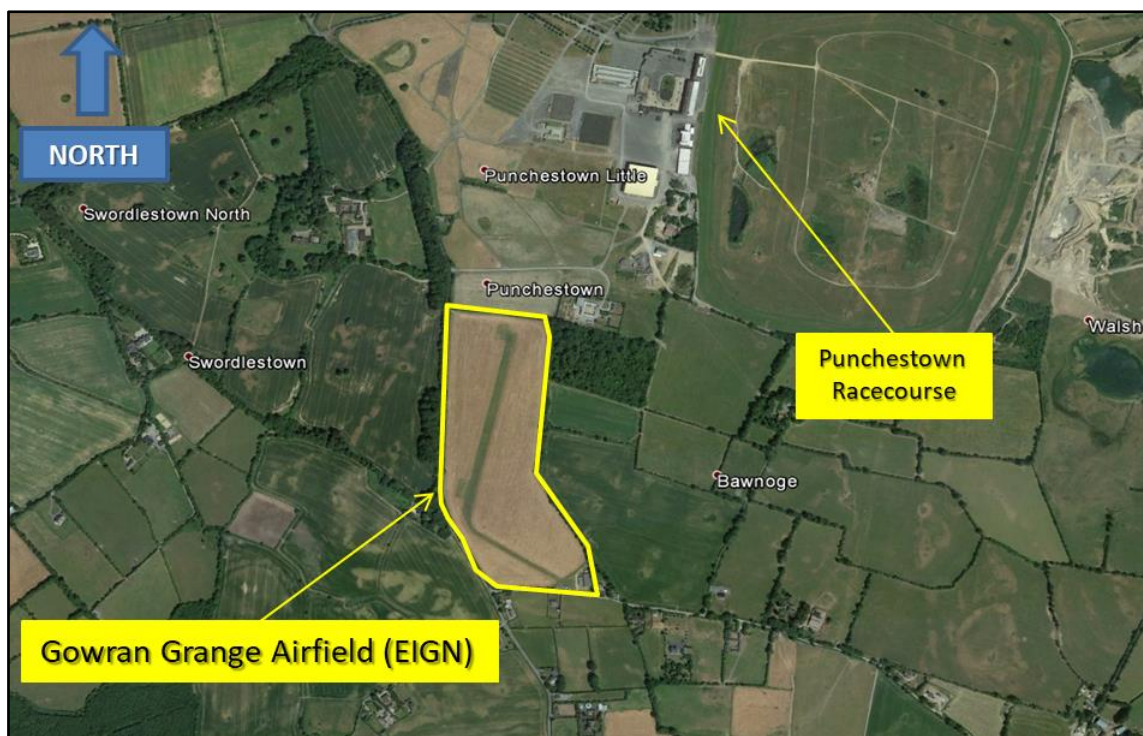 NORTH
Punchestown Little
Swordlestown North
Punchestown
Walsh
Punchestown
Racecourse
Swordlestown
Bawnoge
Gowran Grange Airfield (EIGN)